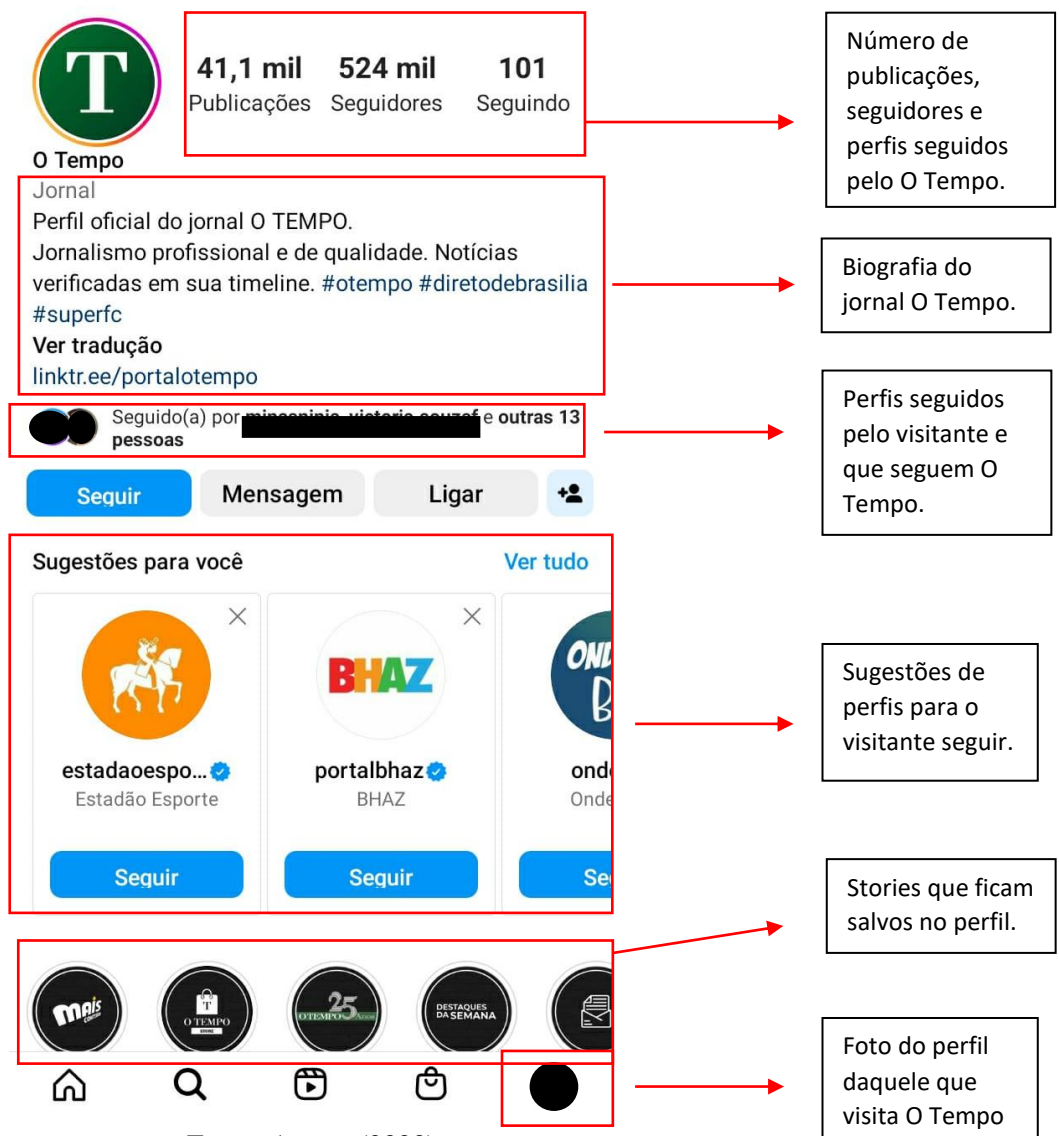 T
41,1 mil 524 mil 101
Publicações Seguidores Seguindo
Número de
publicações,
seguidores e
perfis seguidos
pelo O Tempo.
O Tempo
Jornal
Perfil oficial do jornal O TEMPO.
Jornalismo profissional e de qualidade. Notícias
verificadas em sua timeline. #otempo #diretodebrasilia
#superfc
Ver tradução
linktr.ee/portalotempo
Biografia do
jornal O Tempo.
Seguido(a) por e outras 13
pessoas
Perfis seguidos
pelo visitante e
que seguem O
Tempo.
Seguir Mensagem Ligar
Sugestões para você Ver tudo
BHAZ
estadaoespo... portalbhaz
Estadão Esporte BHAZ
Seguir Seguir
Sugestões de
perfis para o
visitante seguir.
Stories que ficam
salvos no perfil.
mais
T
O TEMPO
O TEMPO 25 Anos
DESTAQUES
DA SEMANA
Foto do perfil
daquele que
visita O Tempo